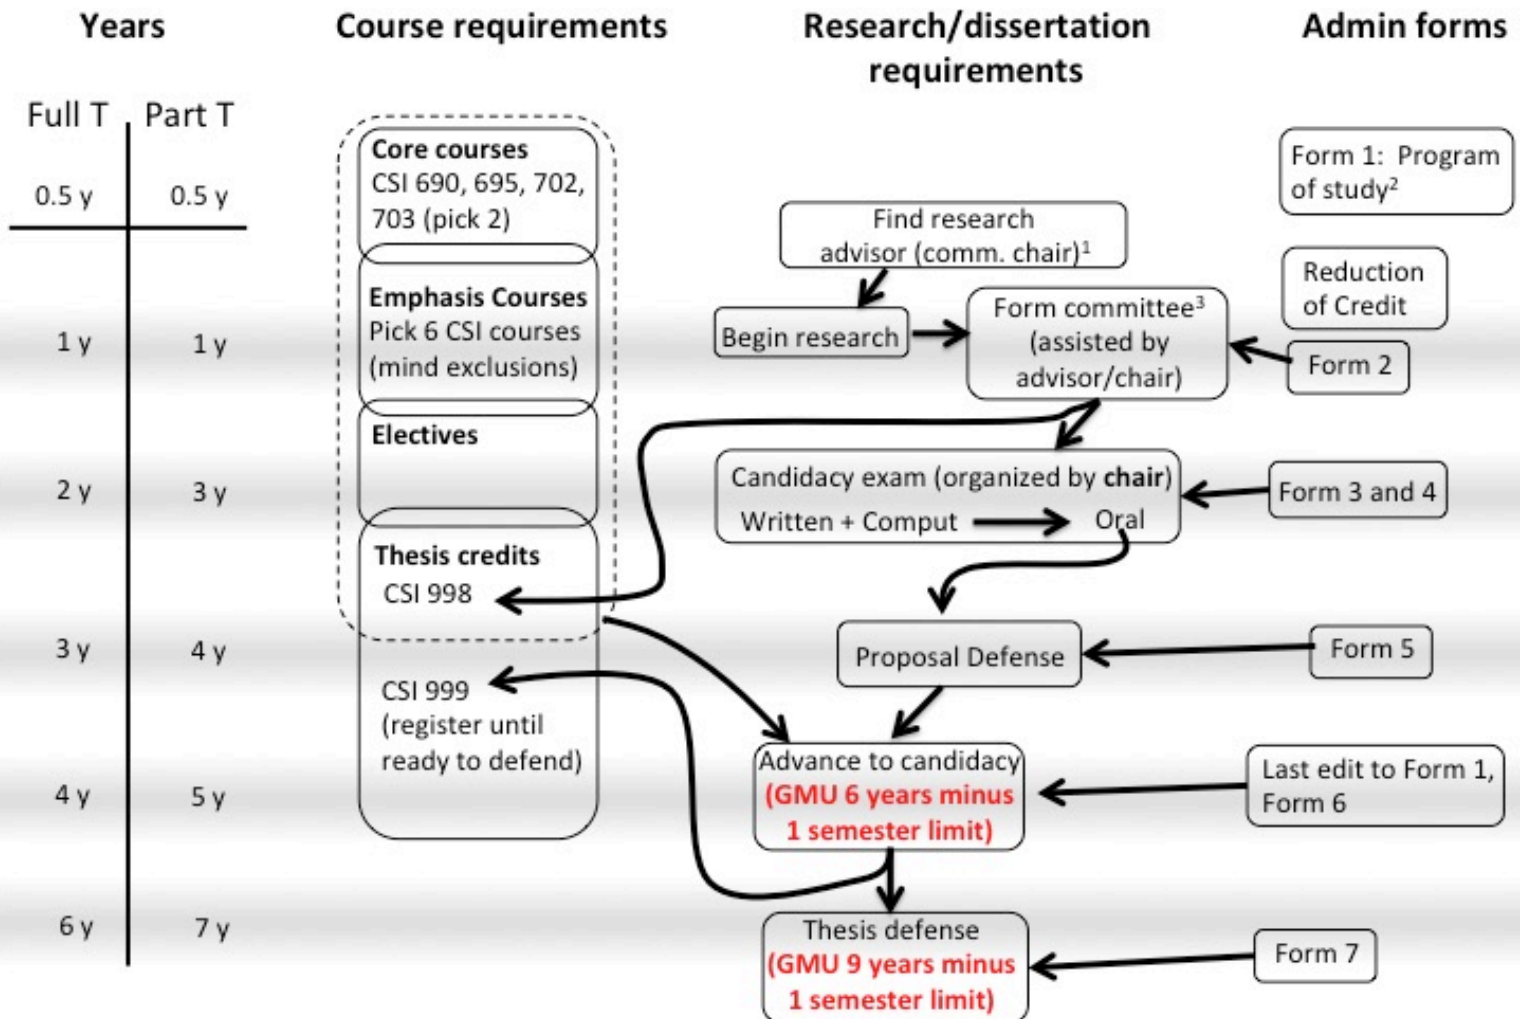 Years
Course requirements
Research/dissertation
requirements
Admin forms
Full T
Part T
0.5 y
0.5 y
1 y
1 y
2 y
3 y
3 y
4 y
4 y
5 y
6 y
7 y
Core courses
CSI 690, 695, 702,
703 (pick 2)
Emphasis Courses
Pick 6 CSI courses
(mind exclusions)
Electives
Thesis credits
CSI 998
CSI 999
(register until
ready to defend)
Find research
advisor (comm. chair)¹
Begin research
Form committee³
(assisted by
advisor/chair)
Candidacy exam (organized by chair)
Written + Comput
Oral
Proposal Defense
Advance to candidacy
(GMU 6 years minus
1 semester limit)
Thesis defense
(GMU 9 years minus
1 semester limit)
Form 1: Program
of study²
Reduction
of Credit
Form 2
Form 3 and 4
Form 5
Last edit to Form 1,
Form 6
Form 7